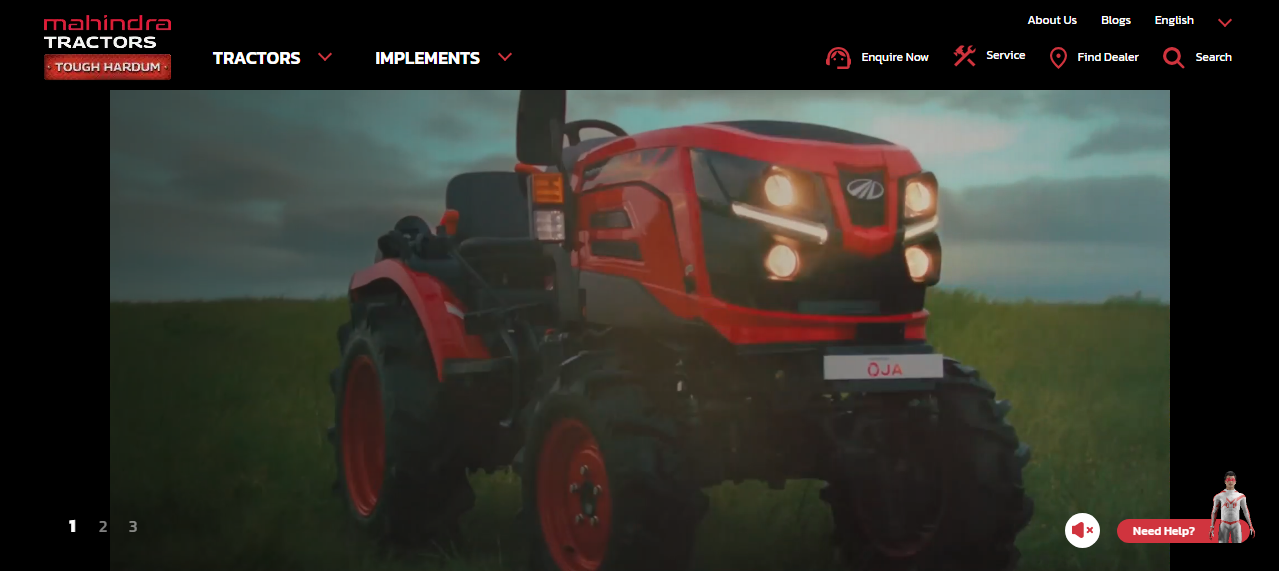 mahindra
TRACTORS
TOUGH HARDUM
TRACTORS
IMPLEMENTS
About Us
Blogs
English
Enquire Now
Service
Find Dealer
Search
OJA
1 2 3
Need Help?